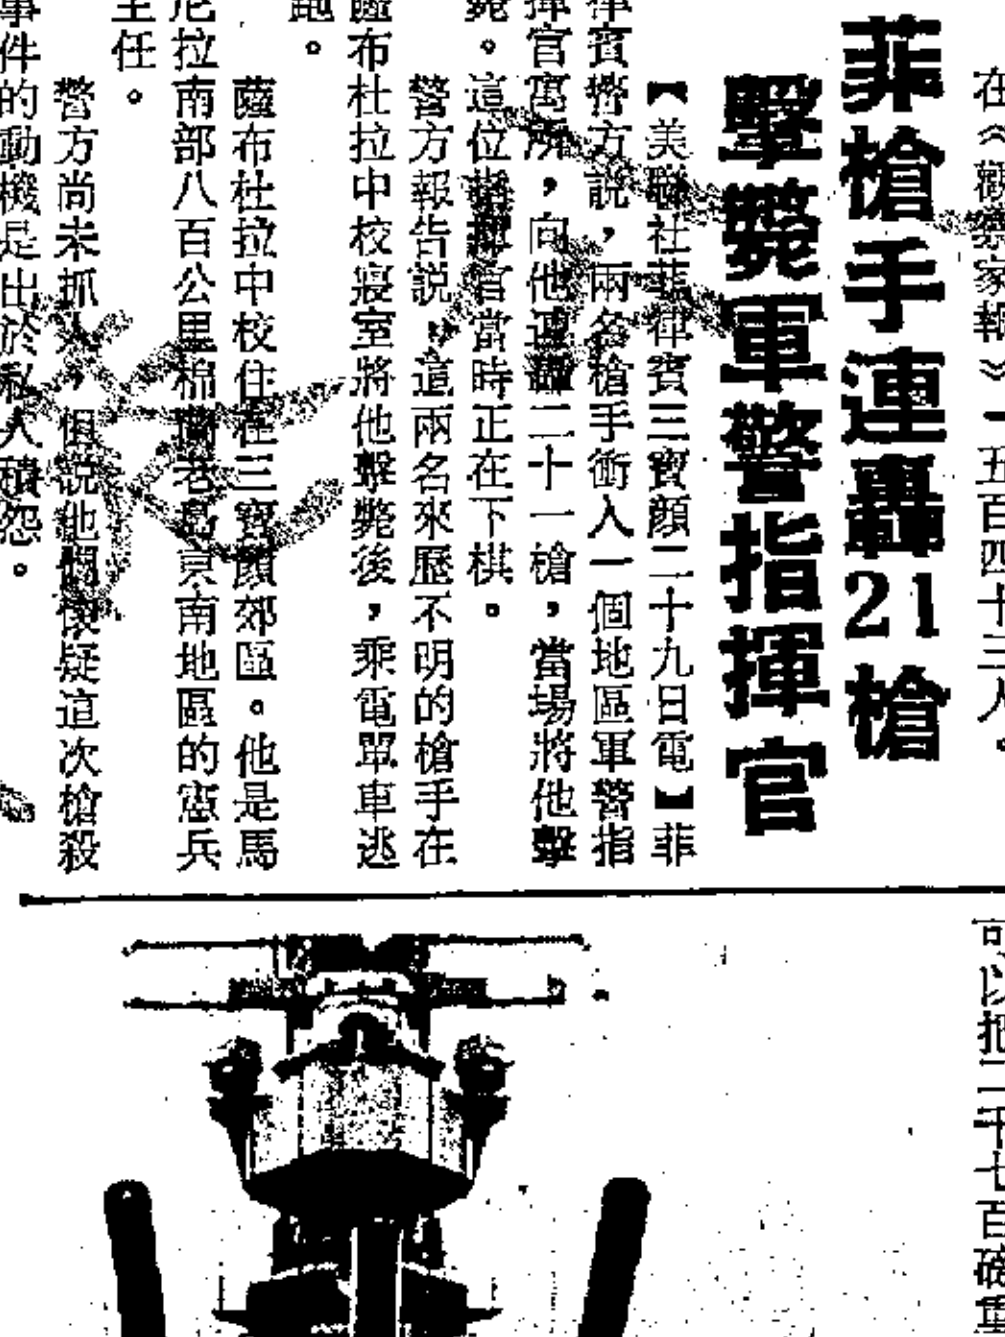 在《觀察家報》一五百四十三人。
菲槍手連轟21槍
擊斃軍警指揮官
【美聯社菲律賓三寶顏二十九日電】菲
律賓警方説，兩名槍手衝入一個地區軍警指
揮官寓所，向他連轟二十一槍，當場將他擊
斃。這位指揮官當時正在下棋。
警方報告説，這兩名來歷不明的槍手在
薩布杜拉中校寢室將他擊斃後，乘電單車逃
跑。
薩布杜拉中校住在三寶顏郊區。他是馬
尼拉南部八百公里棉蘭老島京南地區的憲兵
主任。
警方尚未抓人，但説他們懷疑這次槍殺
事件的動機是出於私人積怨。
可以把二千七百磅重